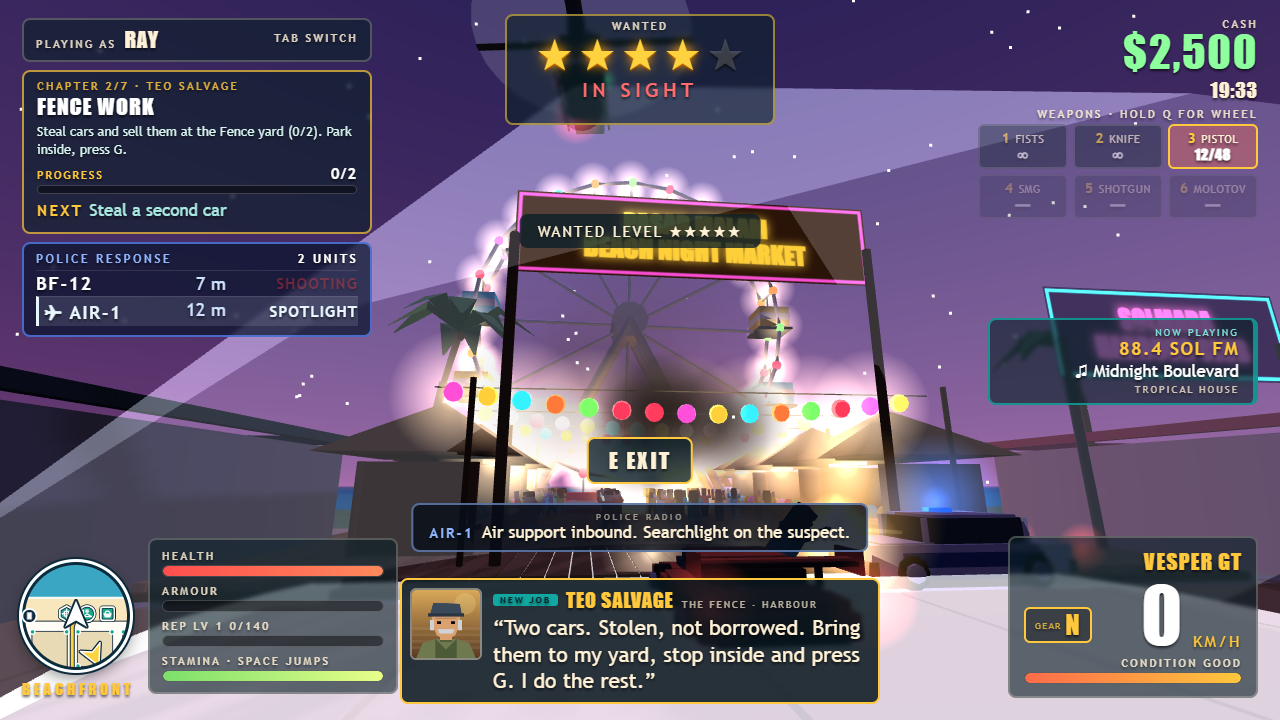 PLAYING AS RAY
TAB SWITCH
CHAPTER 2/7 · TEO SALVAGE
FENCE WORK
Steal cars and sell them at the Fence yard (0/2). Park
inside, press G.
PROGRESS 0/2
NEXT Steal a second car
POLICE RESPONSE 2 UNITS
BF-12 7 m SHOOTING
AIR-1 12 m SPOTLIGHT
WANTED
IN SIGHT
CASH
$2,500
19:33
WEAPONS · HOLD Q FOR WHEEL
1 FISTS ∞
2 KNIFE ∞
3 PISTOL 12/48
4 SMG —
5 SHOTGUN —
6 MOLOTOV —
WANTED LEVEL ★★★★★
BEACH NIGHT MARKET
NOW PLAYING
88.4 SOL FM
♫ Midnight Boulevard
TROPICAL HOUSE
E EXIT
POLICE RADIO
AIR-1 Air support inbound. Searchlight on the suspect.
NEW JOB TEO SALVAGE THE FENCE · HARBOUR
“Two cars. Stolen, not borrowed. Bring
them to my yard, stop inside and press
G. I do the rest.”
BEACHFRONT
HEALTH
ARMOUR
REP LV 1 0/140
STAMINA · SPACE JUMPS
VESPER GT
GEAR N
0 KM/H
CONDITION GOOD